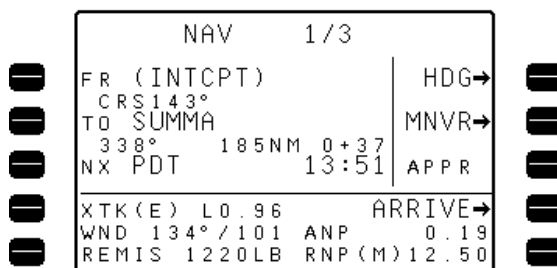 NAV 1/3
FR (INTCPT) HDG→
CRS143°
TO SUMMA MNVR→
338° 185NM 0+37
NX PDT 13:51 APPR
XTK(E) L0.96 ARRIVE→
WND 134°/101 ANP 0.19
REMIS 1220LB RNP(M)12.50